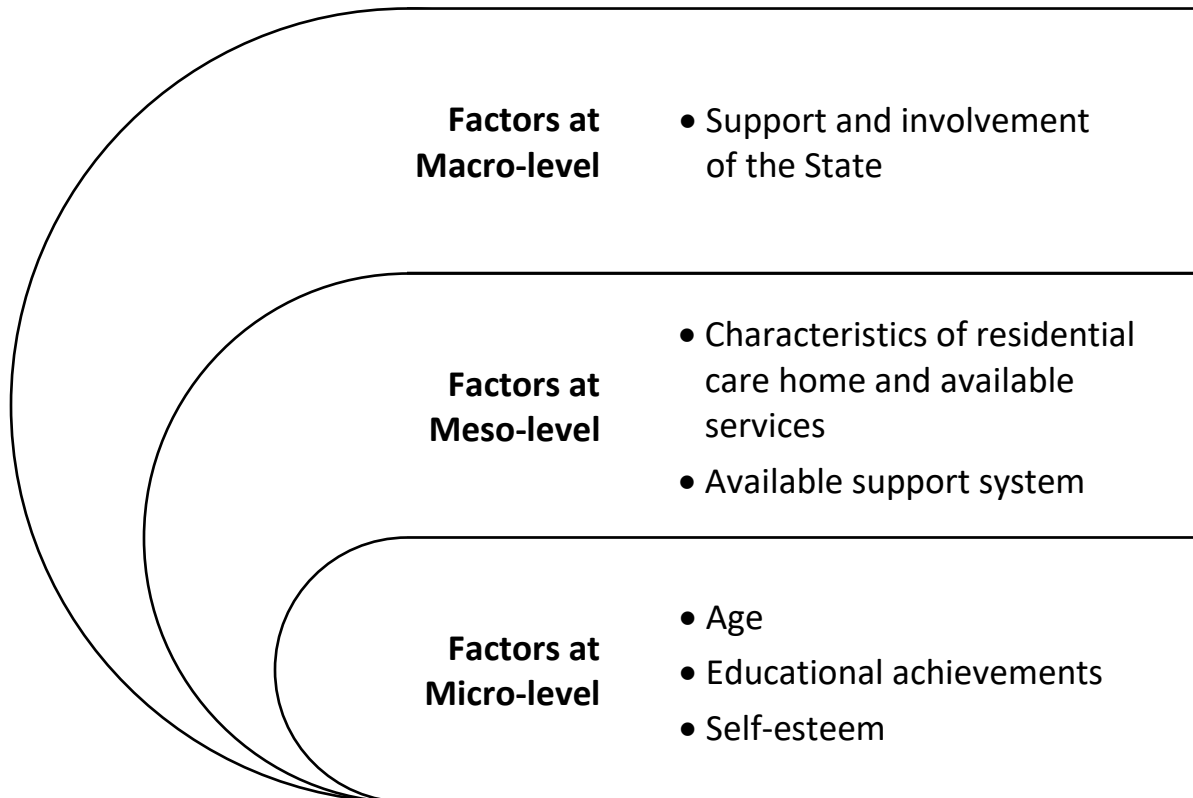 Factors at
Macro-level
• Support and involvement
of the State
Factors at
Meso-level
• Characteristics of residential
care home and available
services
• Available support system
Factors at
Micro-level
• Age
• Educational achievements
• Self-esteem